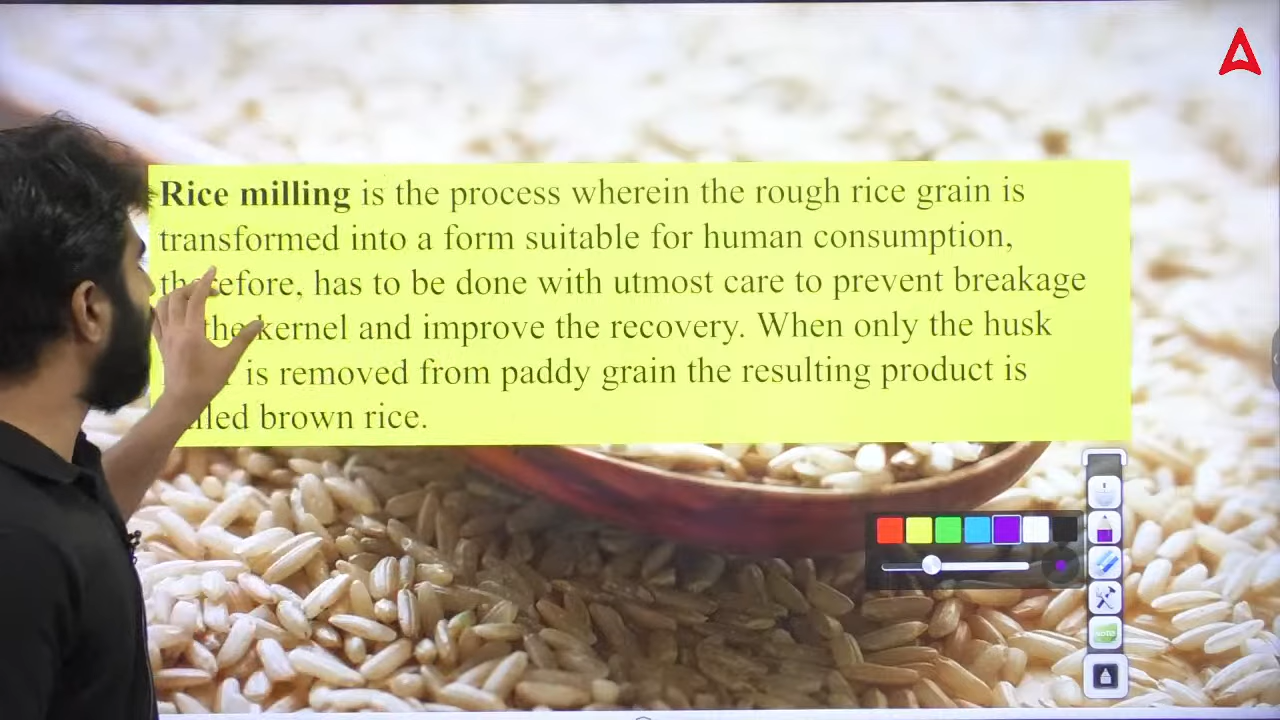 Rice milling is the process wherein the rough rice grain is
transformed into a form suitable for human consumption,
therefore, has to be done with utmost care to prevent breakage
the kernel and improve the recovery. When only the husk
is removed from paddy grain the resulting product is
brown rice.